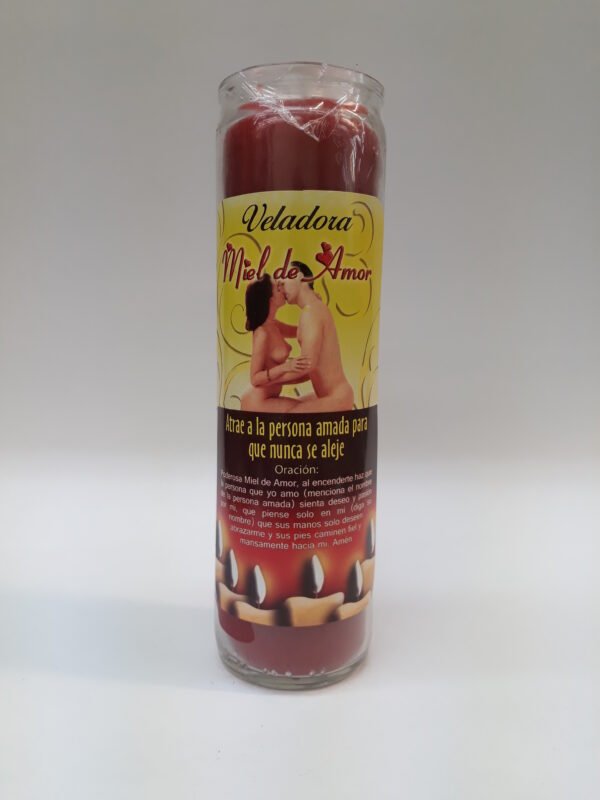 Veladora
Miel de Amor
Atrae a la persona amada para
que nunca se aleje
Oración:
Poderosa Miel de Amor, al encenderte haz que
la persona que yo amo (menciona el nombre
de la persona amada) sienta deseo y pasión
por mi, que piense solo en mi (diga su
nombre) que sus manos solo deseen
abrazarme y sus pies caminen fiel y
mansamente hacia mi. Amén